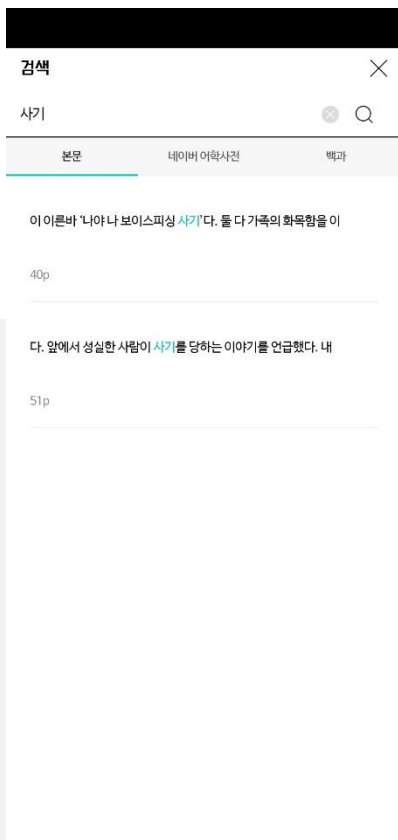 검색
사기
본문 네이버 어학사전 백과
이 이른바 ‘나야 나 보이스피싱 사기’다. 둘 다 가족의 화목함을 이
40p
다. 앞에서 성실한 사람이 사기를 당하는 이야기를 언급했다. 내
51p